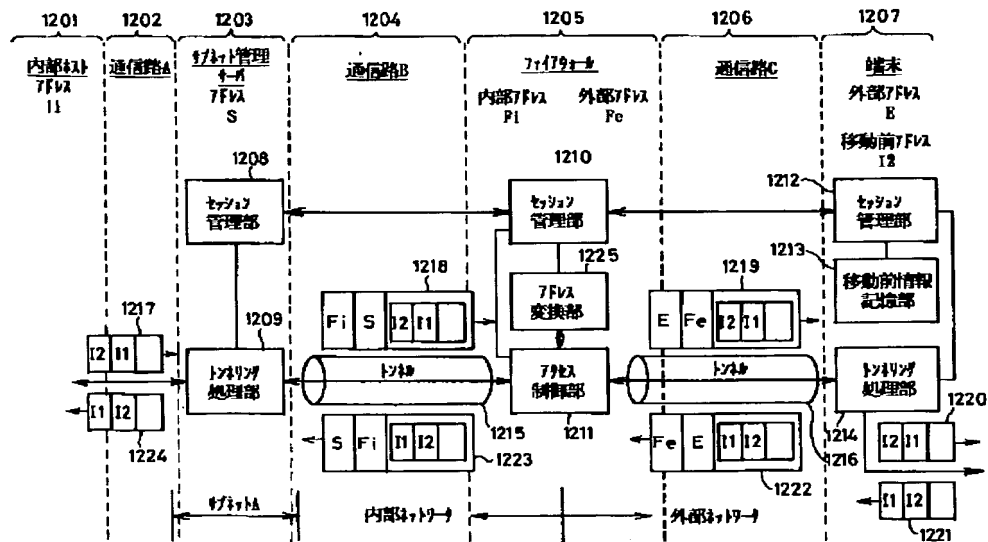 1201 1202 1203 1204 1205 1206 1207
内部ホスト
アドレス
I1
通信路A
サブネット管理
サーバ
アドレス
S
通信路B
ファイアウォール
内部アドレス
Fi
外部アドレス
Fe
通信路C
端末
外部アドレス
E
移動前アドレス
I2
1208
セッション
管理部
1210
セッション
管理部
1212
セッション
管理部
1225
アドレス
変換部
1213
移動前情報
記憶部
1218
Fi S I2 I1
1219
E Fe I2 I1
1217
I2 I1
1209
トンネリング
処理部
トンネル
1215
アクセス
制御部
1211
トンネル
1216
トンネリング
処理部
1214
I1 I2
1224
S Fi I1 I2
1223
Fe E I1 I2
1222
I2 I1
1220
I1 I2
1221
サブネットA
内部ネットワーク
外部ネットワーク